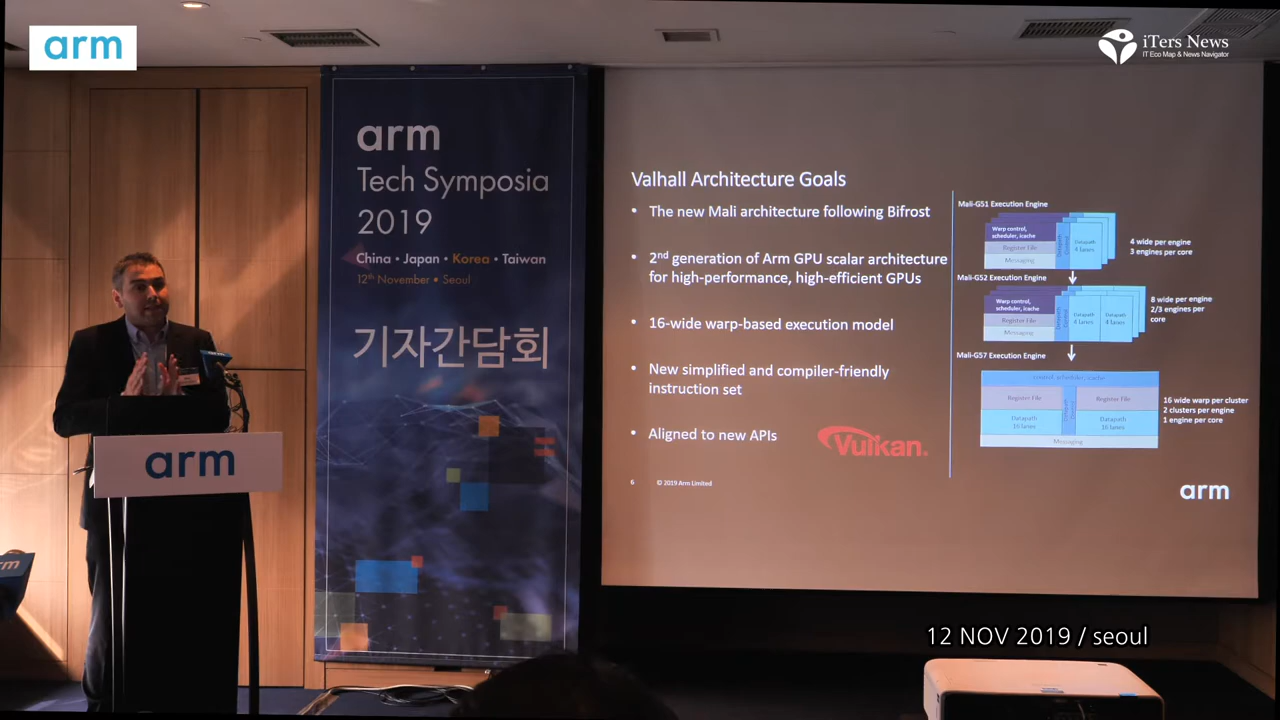 arm
iTers News
IT Eco Map & News Navigator
arm
Tech Symposia
2019
China • Japan • Korea • Taiwan
12th November • Seoul
기자간담회
arm
Valhall Architecture Goals
• The new Mali architecture following Bifrost
• 2nd generation of Arm GPU scalar architecture
for high-performance, high-efficient GPUs
• 16-wide warp-based execution model
• New simplified and compiler-friendly
instruction set
• Aligned to new APIs
Vulkan.
6 © 2019 Arm Limited
Mali-G51 Execution Engine
Warp control,
scheduler, icache
Register File
Messaging
Datapath
4 lanes
4 wide per engine
3 engines per core
Mali-G52 Execution Engine
Warp control,
scheduler, icache
Register File
Messaging
Datapath
4 lanes
Datapath
4 lanes
8 wide per engine
2/3 engines per
core
Mali-G57 Execution Engine
Register File
Register File
Datapath
16 lanes
Datapath
16 lanes
Messaging
16 wide warp per cluster
2 clusters per engine
1 engine per core
arm
12 NOV 2019 / seoul